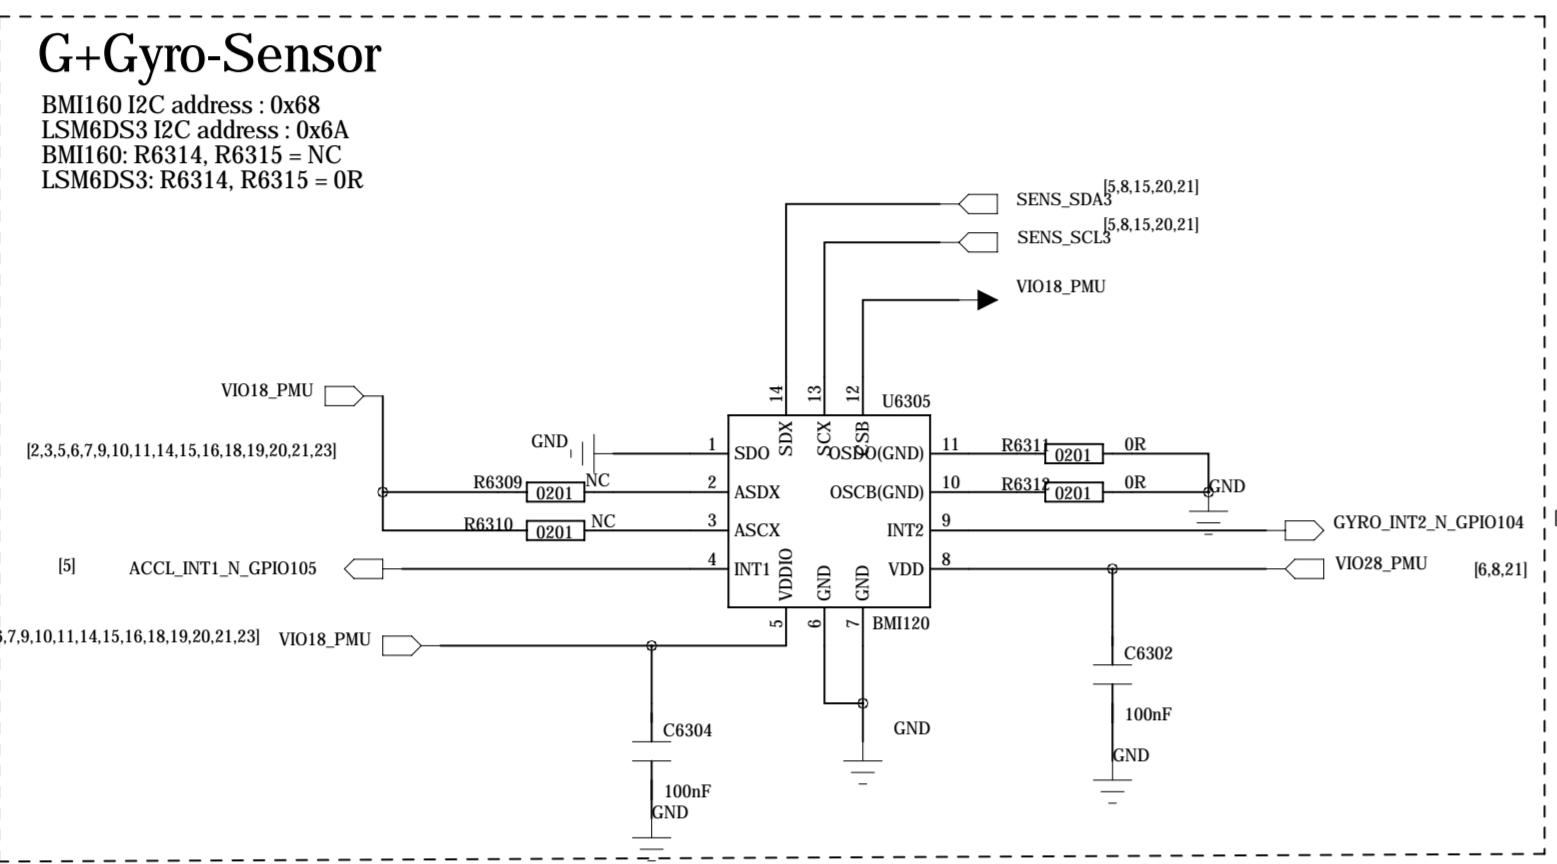 G+Gyro-Sensor
BMI160 I2C address : 0x68
LSM6DS3 I2C address : 0x6A
BMI160: R6314, R6315 = NC
LSM6DS3: R6314, R6315 = 0R
[5,8,15,20,21]
SENS_SDA3
[5,8,15,20,21]
SENS_SCL3
VIO18_PMU
VIO18_PMU
14
13
12
U6305
[2,3,5,6,7,9,10,11,14,15,16,18,19,20,21,23]
GND
1
SDO
SDX
SCX
CSB
OSDO(GND)
11
R6311
0201
0R
R6309
0201
NC
2
ASDX
OSCB(GND)
10
R6312
0201
0R
GND
R6310
0201
NC
3
ASCX
INT2
9
GYRO_INT2_N_GPIO104
[5]
ACCL_INT1_N_GPIO105
4
INT1
VDDIO
GND
GND
VDD
8
VIO28_PMU
[6,8,21]
5
6
7
BMI120
,7,9,10,11,14,15,16,18,19,20,21,23]
VIO18_PMU
C6302
100nF
GND
C6304
100nF
GND
GND